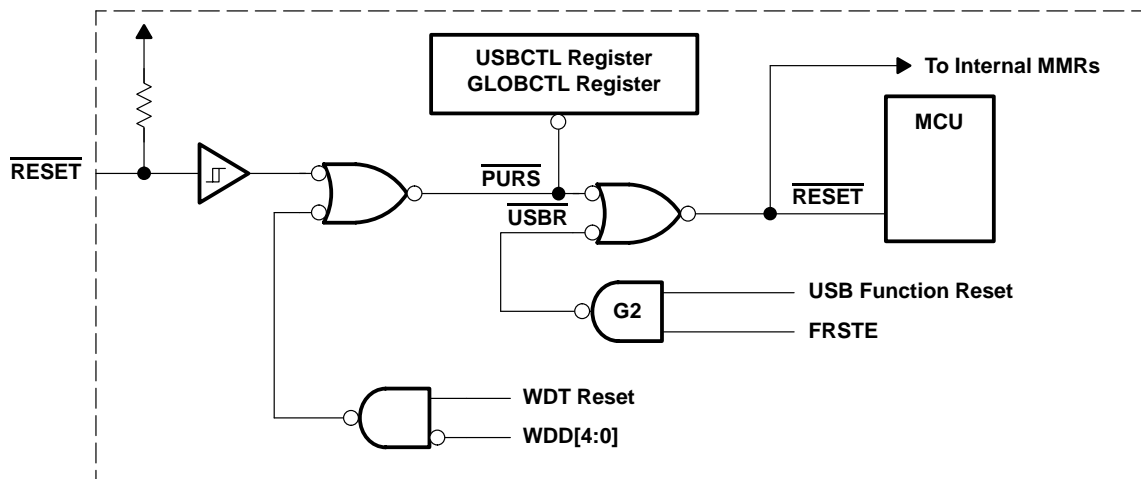 USBCTL Register
GLOBCTL Register
To Internal MMRs
MCU
RESET
PURS
USBR
RESET
G2
USB Function Reset
FRSTE
WDT Reset
WDD[4:0]